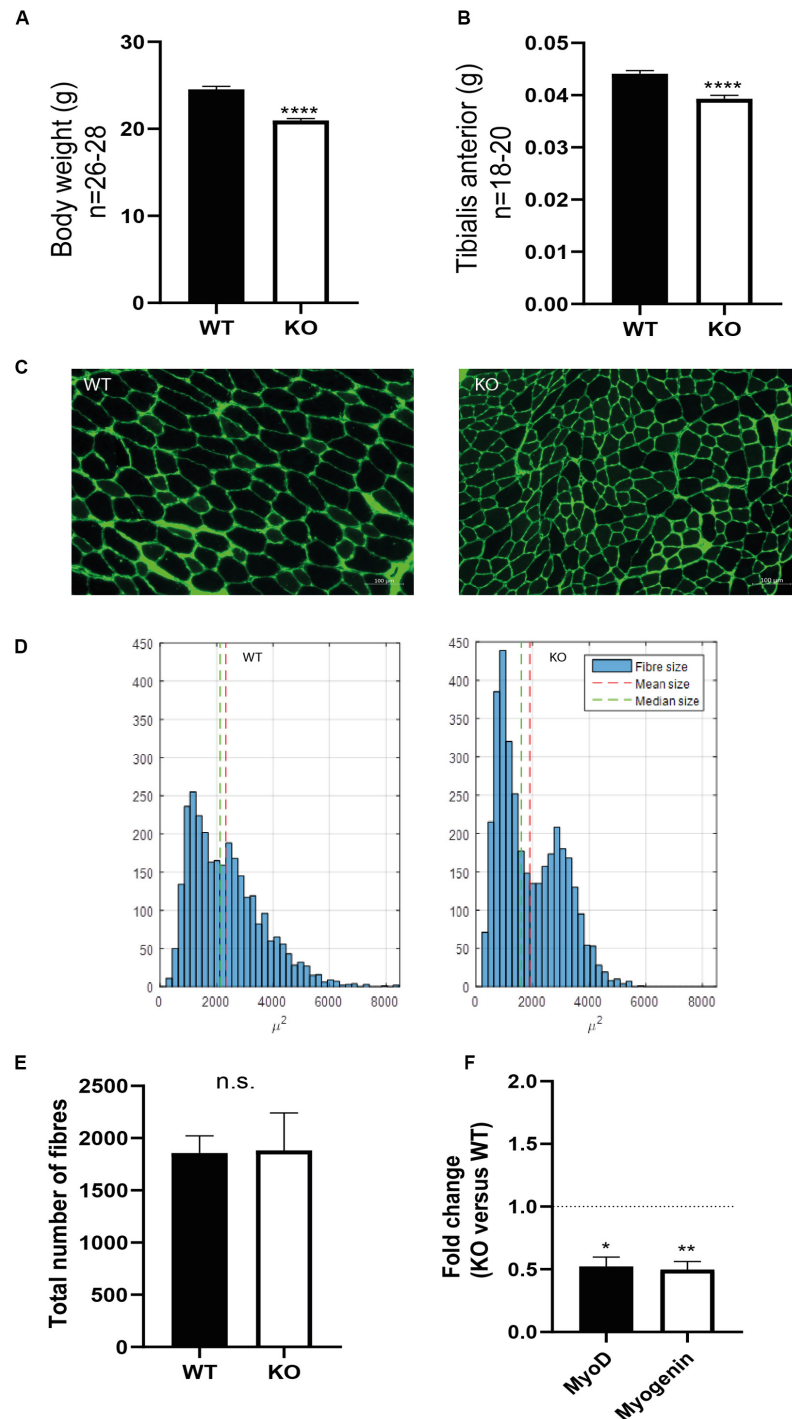 A
Body weight (g)
n=26-28
30
20
10
0
****
WT
KO
B
Tibialis anterior (g)
n=18-20
0.05
0.04
0.03
0.02
0.01
0.00
****
WT
KO
C
WT
100 µm
KO
100 µm
D
450
400
350
300
250
200
150
100
50
0
WT
0
2000
4000
6000
8000
μ²
450
400
350
300
250
200
150
100
50
0
KO
Fibre size
Mean size
Median size
0
2000
4000
6000
8000
μ²
E
Total number of fibres
2500
2000
1500
1000
500
0
n.s.
WT
KO
F
Fold change
(KO versus WT)
2.0
1.5
1.0
0.5
0.0
*
**
MyoD
Myogenin